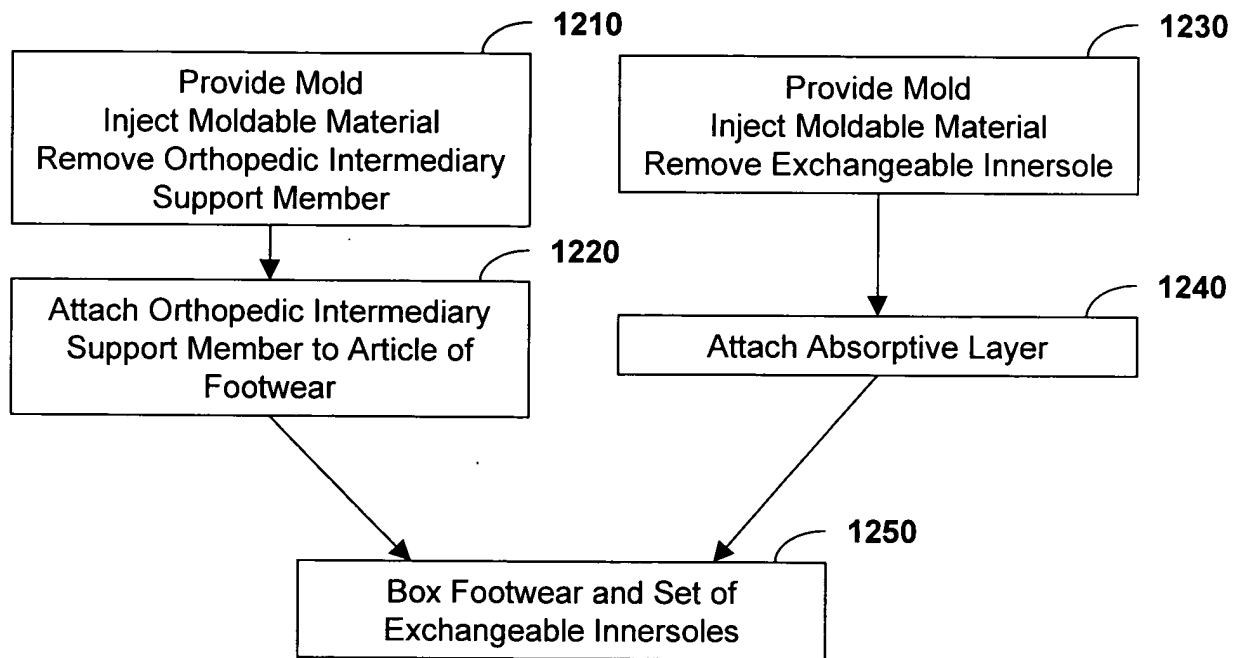 1210
Provide Mold
Inject Moldable Material
Remove Orthopedic Intermediary
Support Member
1220
Attach Orthopedic Intermediary
Support Member to Article of
Footwear
1230
Provide Mold
Inject Moldable Material
Remove Exchangeable Innersole
1240
Attach Absorptive Layer
1250
Box Footwear and Set of
Exchangeable Innersoles